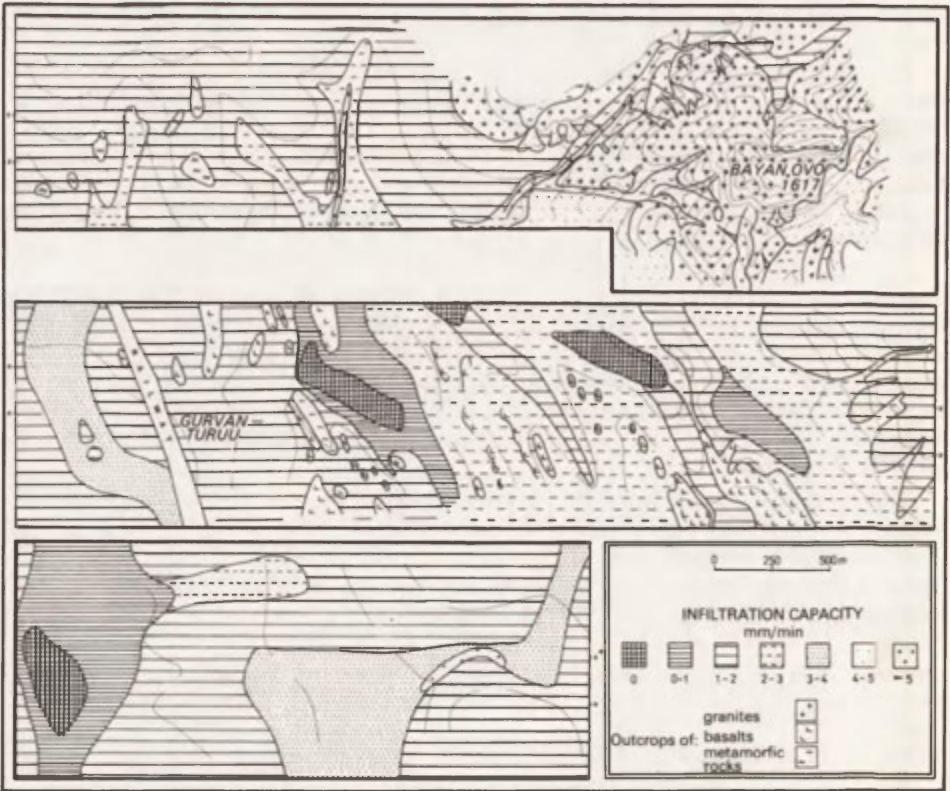 BAYAN OVO
1617
GURVAN-
TURUU
0 250 500m
INFILTRATION CAPACITY
mm/min
0 0-1 1-2 2-3 3-4 4-5
Outcrops of:
granites
basalts
metamorfic
rocks